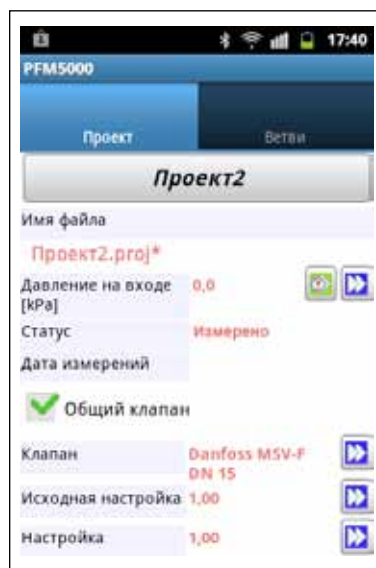 17:40
PFM5000
Проект
Ветви
Проект2
Имя файла
Проект2.proj*
Давление на входе 0,0
[kPa]
Статус Измерено
Дата измерений
Общий клапан
Клапан Danfoss MSV-F
DN 15
Исходная настройка 1,00
Настройка 1,00